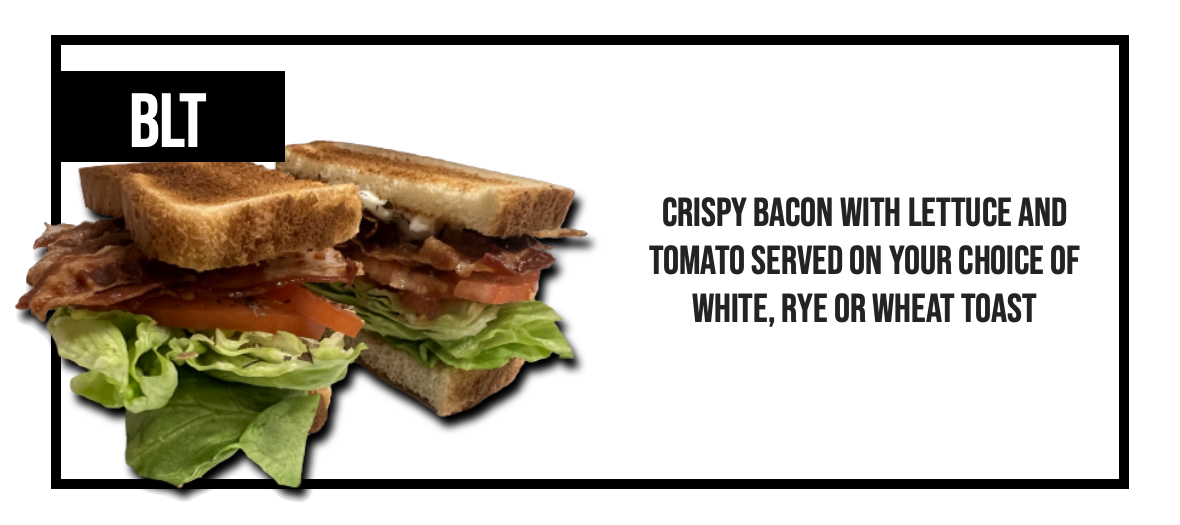 BLT
CRISPY BACON WITH LETTUCE AND
TOMATO SERVED ON YOUR CHOICE OF
WHITE, RYE OR WHEAT TOAST